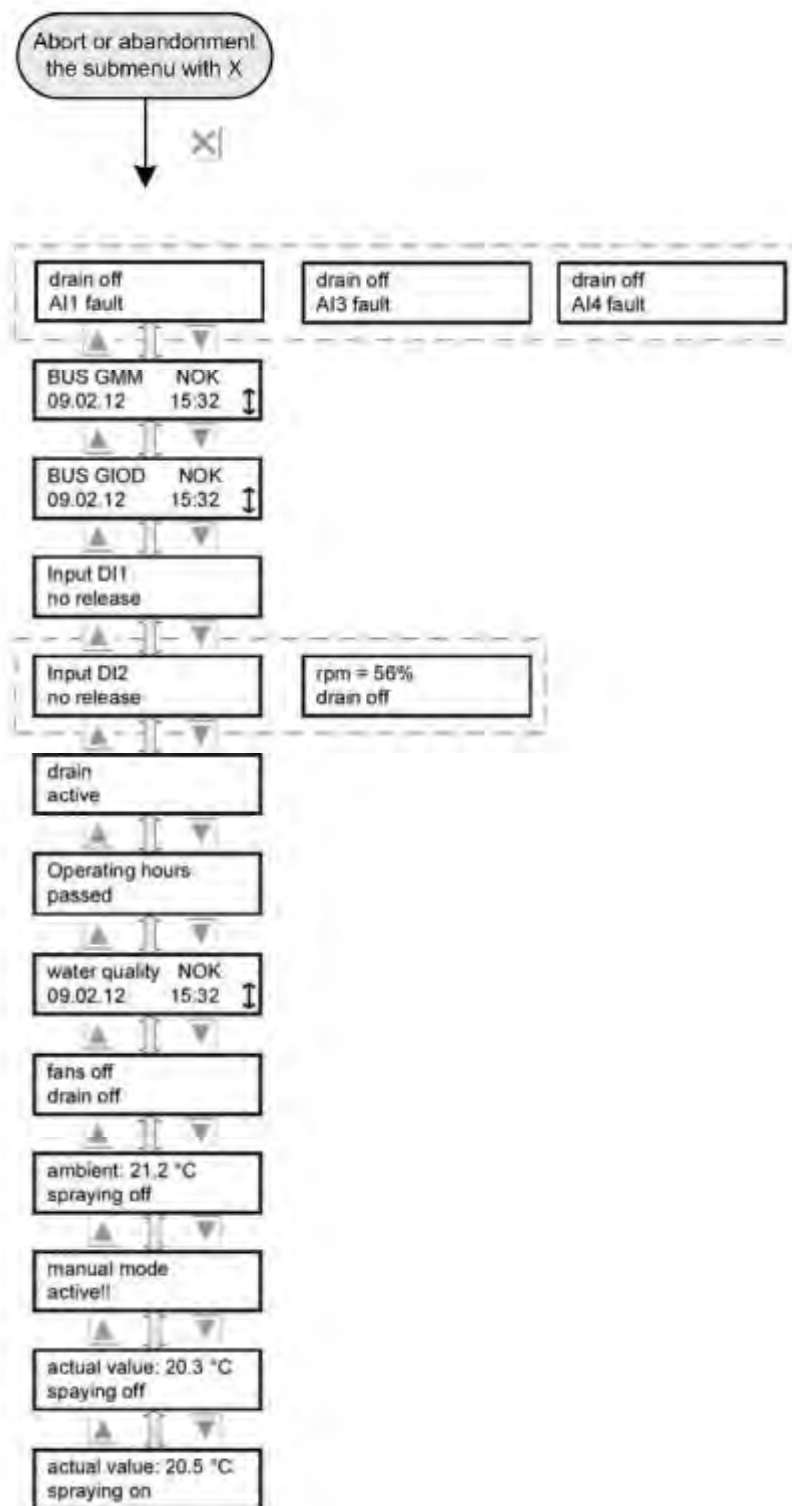 Abort or abandonment
the submenu with X
drain off
AI1 fault
drain off
AI3 fault
drain off
AI4 fault
BUS GMM NOK
09.02.12 15:32
BUS GIOD NOK
09.02.12 15:32
Input DI1
no release
Input DI2
no release
rpm = 56%
drain off
drain
active
Operating hours
passed
water quality NOK
09.02.12 15:32
fans off
drain off
ambient: 21.2 °C
spraying off
manual mode
active!!
actual value: 20.3 °C
spaying off
actual value: 20.5 °C
spraying on